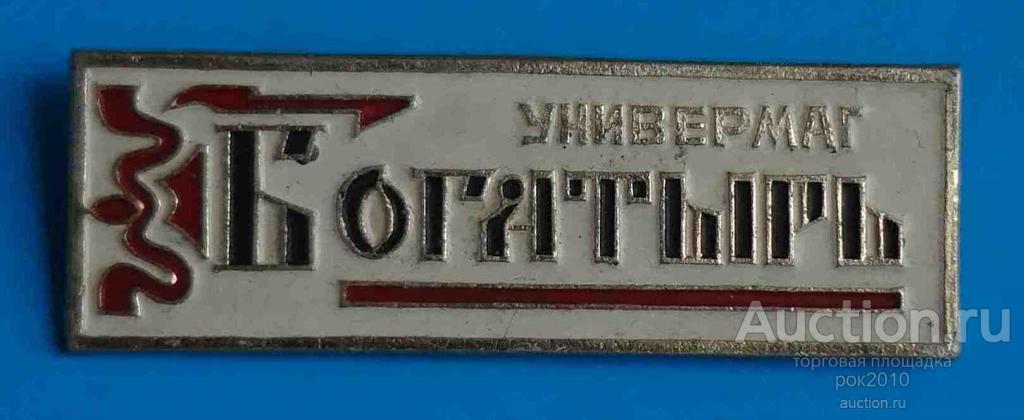 УНИВЕРМАГ
Богатырь
Auction.ru
торговая площадка
рок2010
auction.ru